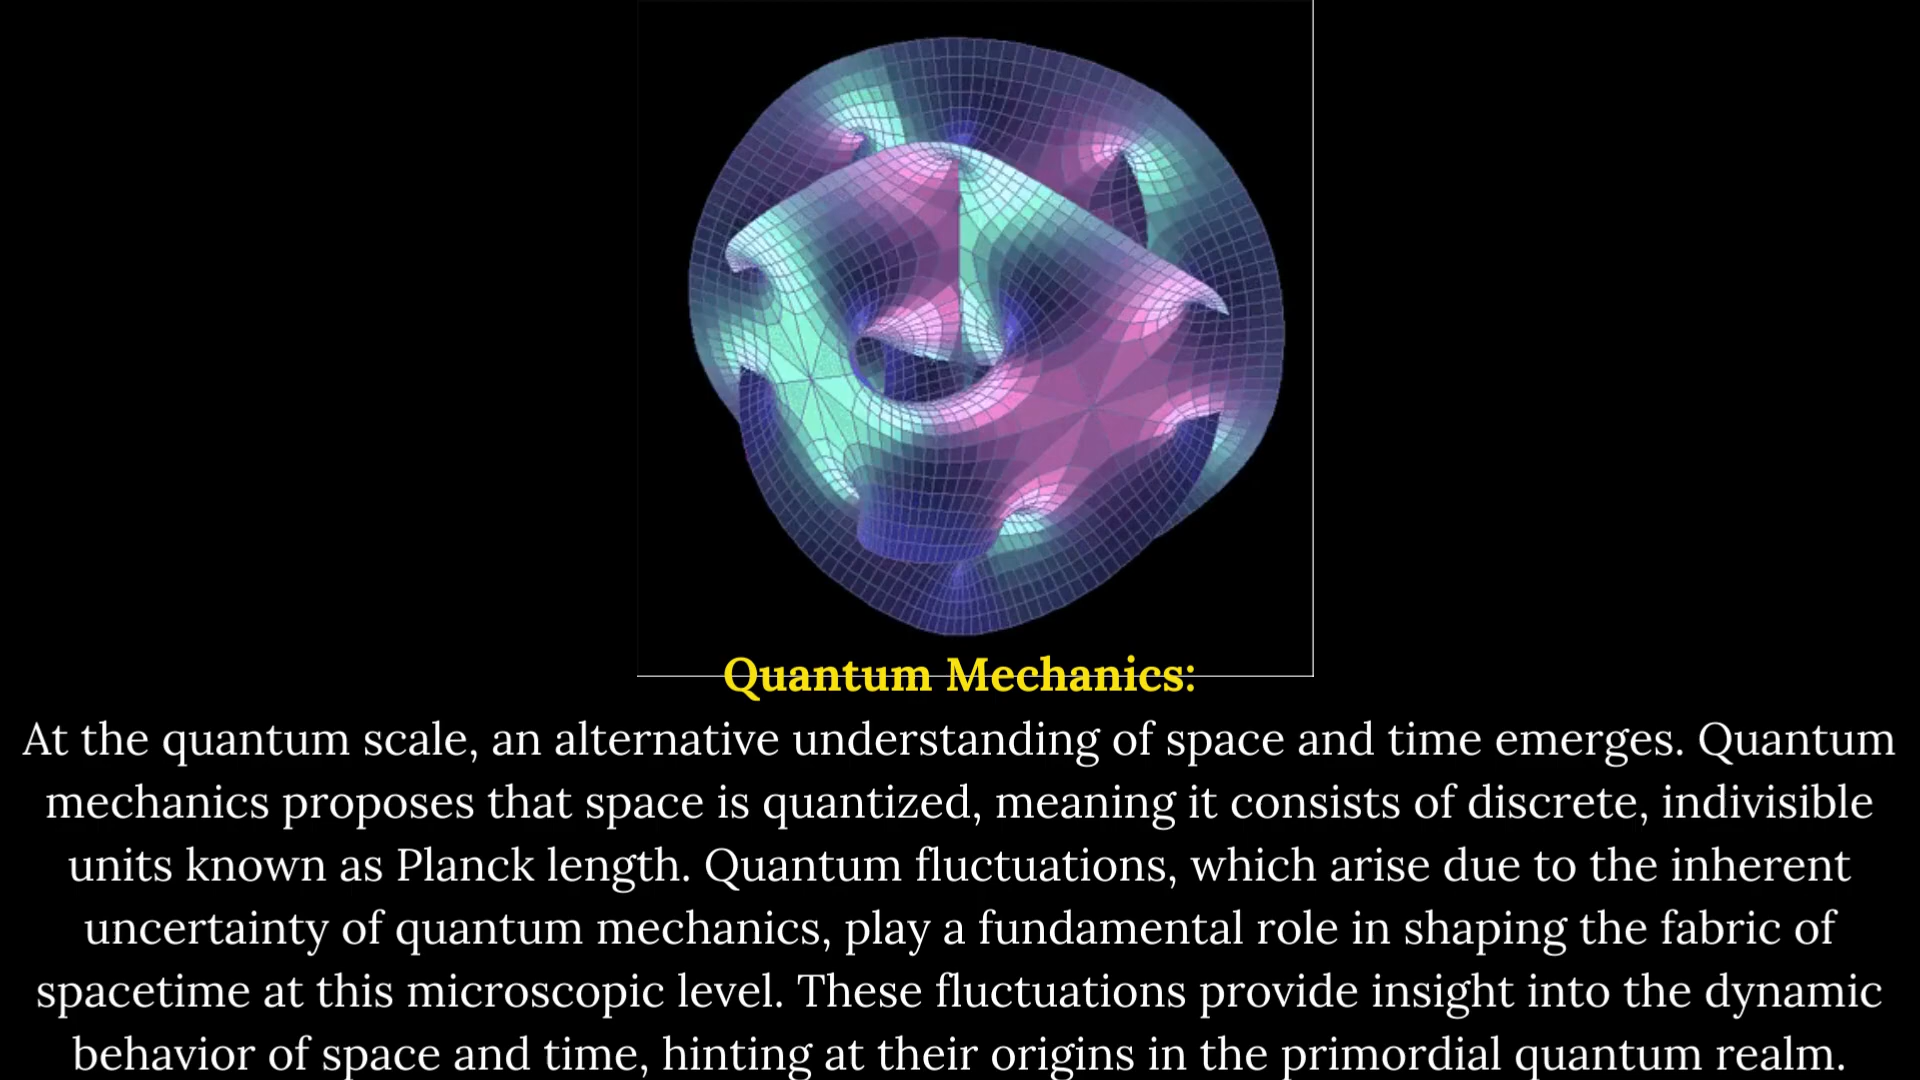 Quantum Mechanics:
At the quantum scale, an alternative understanding of space and time emerges. Quantum
mechanics proposes that space is quantized, meaning it consists of discrete, indivisible
units known as Planck length. Quantum fluctuations, which arise due to the inherent
uncertainty of quantum mechanics, play a fundamental role in shaping the fabric of
spacetime at this microscopic level. These fluctuations provide insight into the dynamic
behavior of space and time, hinting at their origins in the primordial quantum realm.